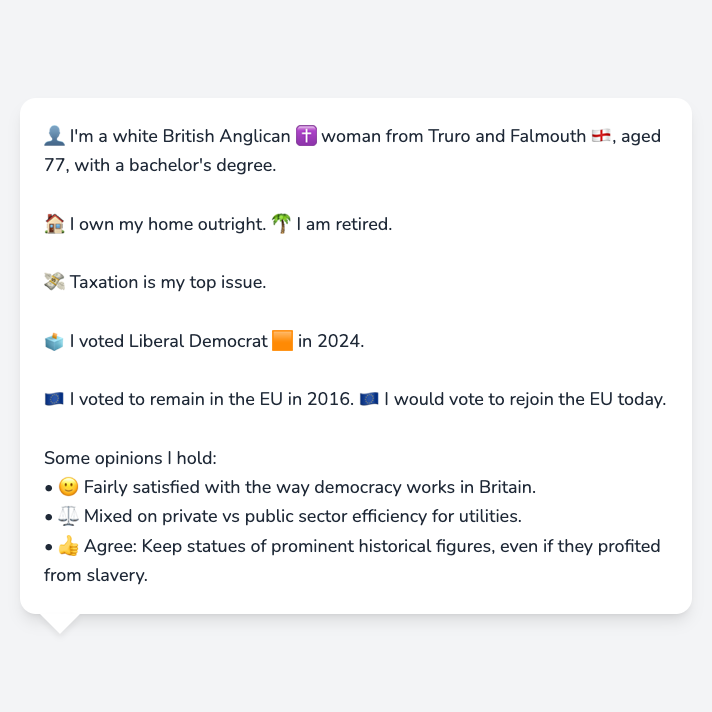 👤 I'm a white British Anglican ✝️ woman from Truro and Falmouth 🏴󠁧󠁢󠁥󠁮󠁧󠁿, aged
77, with a bachelor's degree.
🏠 I own my home outright. 🌴 I am retired.
💸 Taxation is my top issue.
🗳️ I voted Liberal Democrat 🟧 in 2024.
🇪🇺 I voted to remain in the EU in 2016. 🇪🇺 I would vote to rejoin the EU today.
Some opinions I hold:
• 🙂 Fairly satisfied with the way democracy works in Britain.
• ⚖️ Mixed on private vs public sector efficiency for utilities.
• 👍 Agree: Keep statues of prominent historical figures, even if they profited
from slavery.